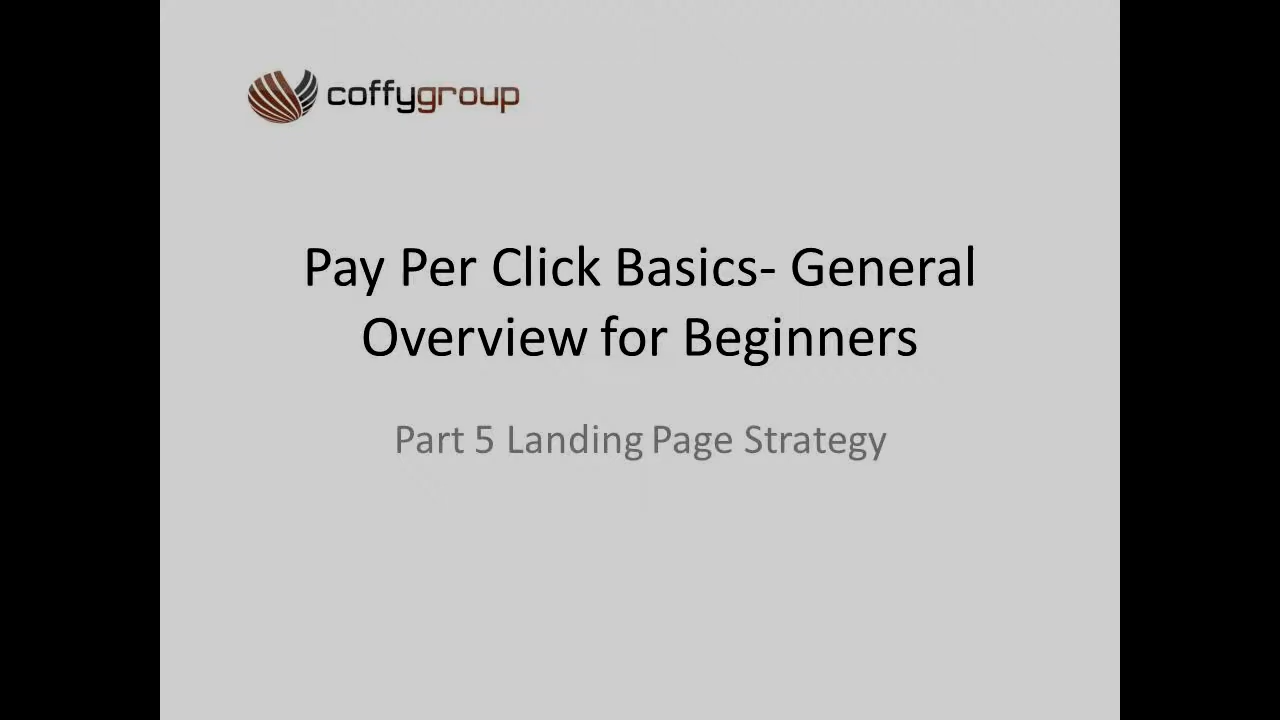 coffygroup
Pay Per Click Basics- General
Overview for Beginners
Part 5 Landing Page Strategy